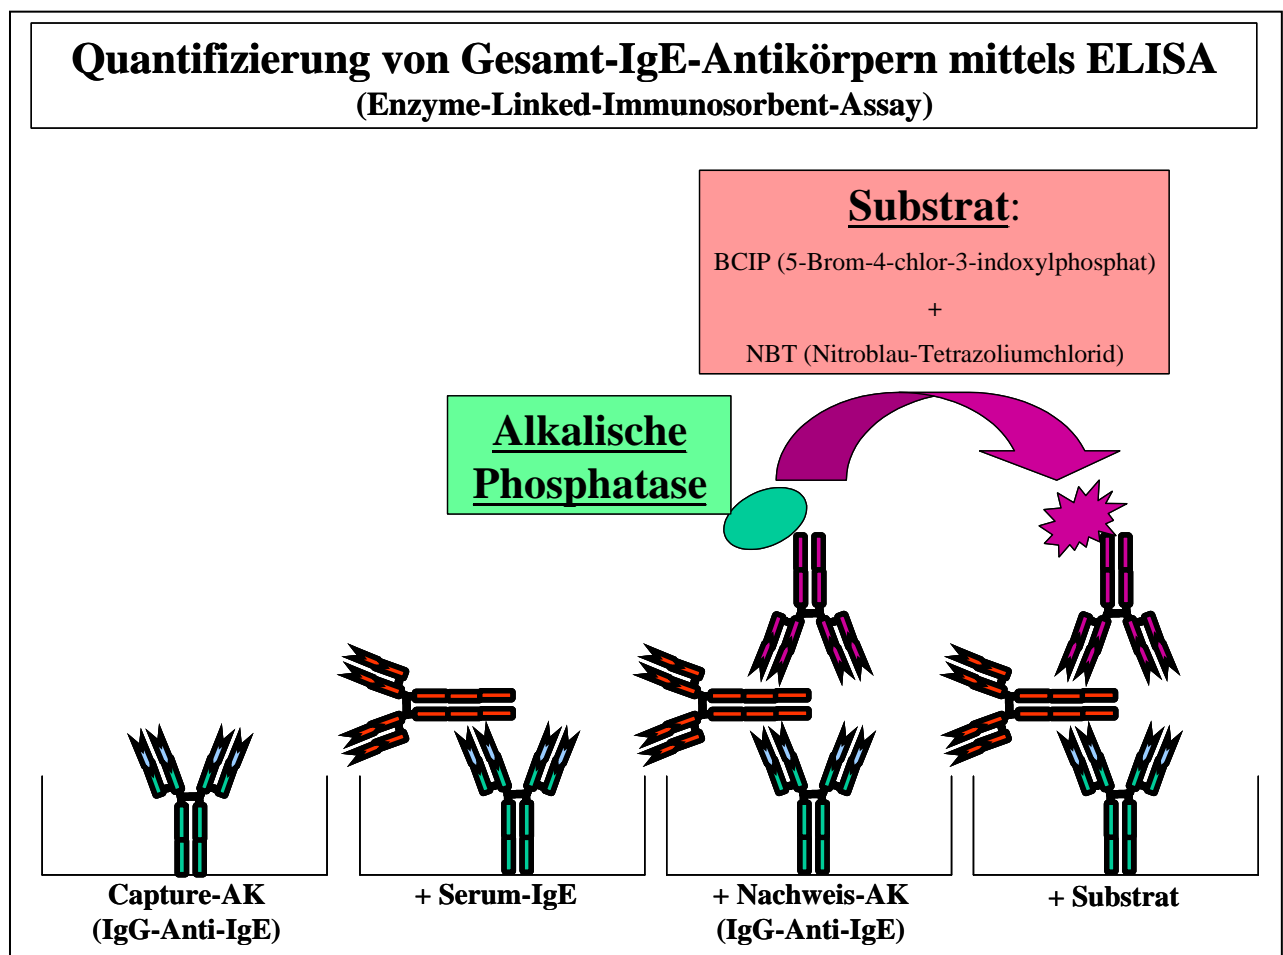 Quantifizierung von Gesamt-IgE-Antikörpern mittels ELISA
(Enzyme-Linked-Immunosorbent-Assay)
Substrat:
BCIP (5-Brom-4-chlor-3-indoxylphosphat)
+
NBT (Nitroblau-Tetrazoliumchlorid)
Alkalische
Phosphatase
Capture-AK
(IgG-Anti-IgE)
+ Serum-IgE
+ Nachweis-AK
(IgG-Anti-IgE)
+ Substrat